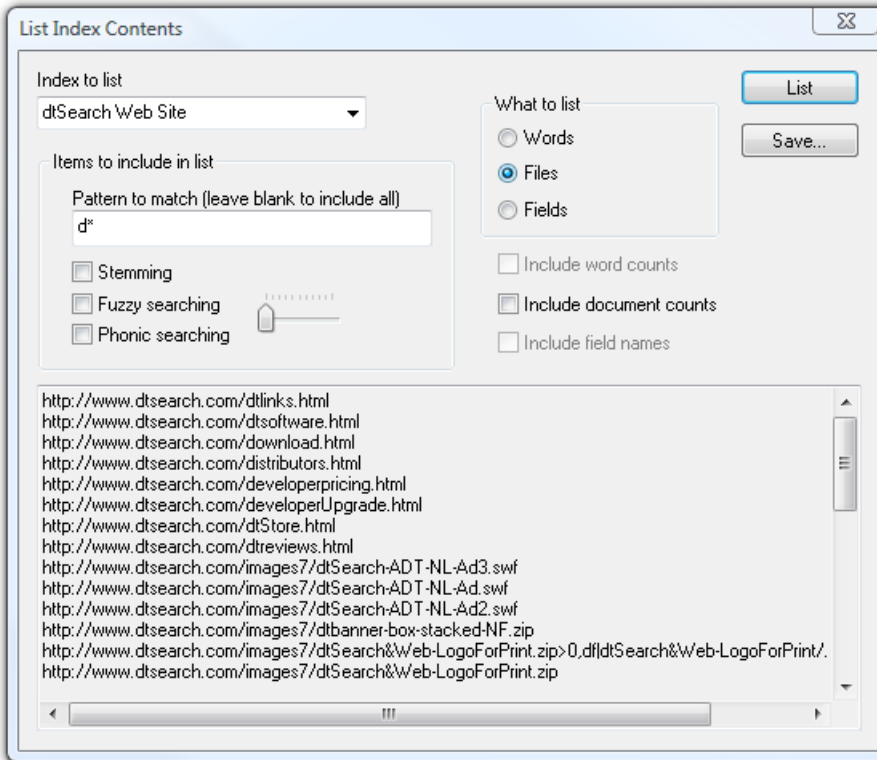 List Index Contents
Index to list
dtSearch Web Site
Items to include in list
Pattern to match (leave blank to include all)
d*
Stemming
Fuzzy searching
Phonic searching
What to list
Words
Files
Fields
Include word counts
Include document counts
Include field names
List
Save...
http://www.dtsearch.com/dtlinks.html
http://www.dtsearch.com/dtsoftware.html
http://www.dtsearch.com/download.html
http://www.dtsearch.com/distributors.html
http://www.dtsearch.com/developerpricing.html
http://www.dtsearch.com/developerUpgrade.html
http://www.dtsearch.com/dtStore.html
http://www.dtsearch.com/dtreviews.html
http://www.dtsearch.com/images7/dtSearch-ADT-NL-Ad3.swf
http://www.dtsearch.com/images7/dtSearch-ADT-NL-Ad.swf
http://www.dtsearch.com/images7/dtSearch-ADT-NL-Ad2.swf
http://www.dtsearch.com/images7/dtbanner-box-stacked-NF.zip
http://www.dtsearch.com/images7/dtSearch&Web-LogoForPrint.zip>0,df|dtSearch&Web-LogoForPrint/.
http://www.dtsearch.com/images7/dtSearch&Web-LogoForPrint.zip